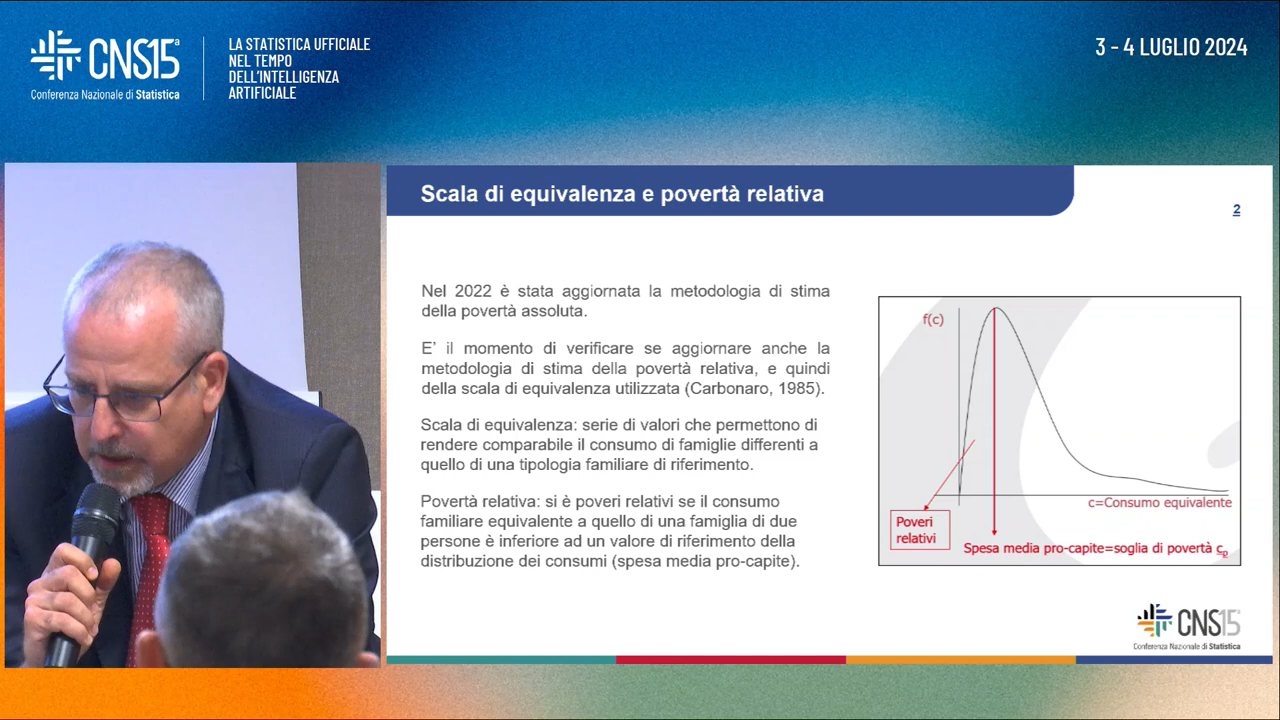 CNS15ª
Conferenza Nazionale di Statistica
LA STATISTICA UFFICIALE
NEL TEMPO
DELL'INTELLIGENZA
ARTIFICIALE
3 - 4 LUGLIO 2024
Scala di equivalenza e povertà relativa
2
Nel 2022 è stata aggiornata la metodologia di stima
della povertà assoluta.
E' il momento di verificare se aggiornare anche la
metodologia di stima della povertà relativa, e quindi
della scala di equivalenza utilizzata (Carbonaro, 1985).
Scala di equivalenza: serie di valori che permettono di
rendere comparabile il consumo di famiglie differenti a
quello di una tipologia familiare di riferimento.
Povertà relativa: si è poveri relativi se il consumo
familiare equivalente a quello di una famiglia di due
persone è inferiore ad un valore di riferimento della
distribuzione dei consumi (spesa media pro-capite).
f(c)
c=Consumo equivalente
Poveri
relativi
Spesa media pro-capite=soglia di povertà cp
CNS15ª
Conferenza Nazionale di Statistica